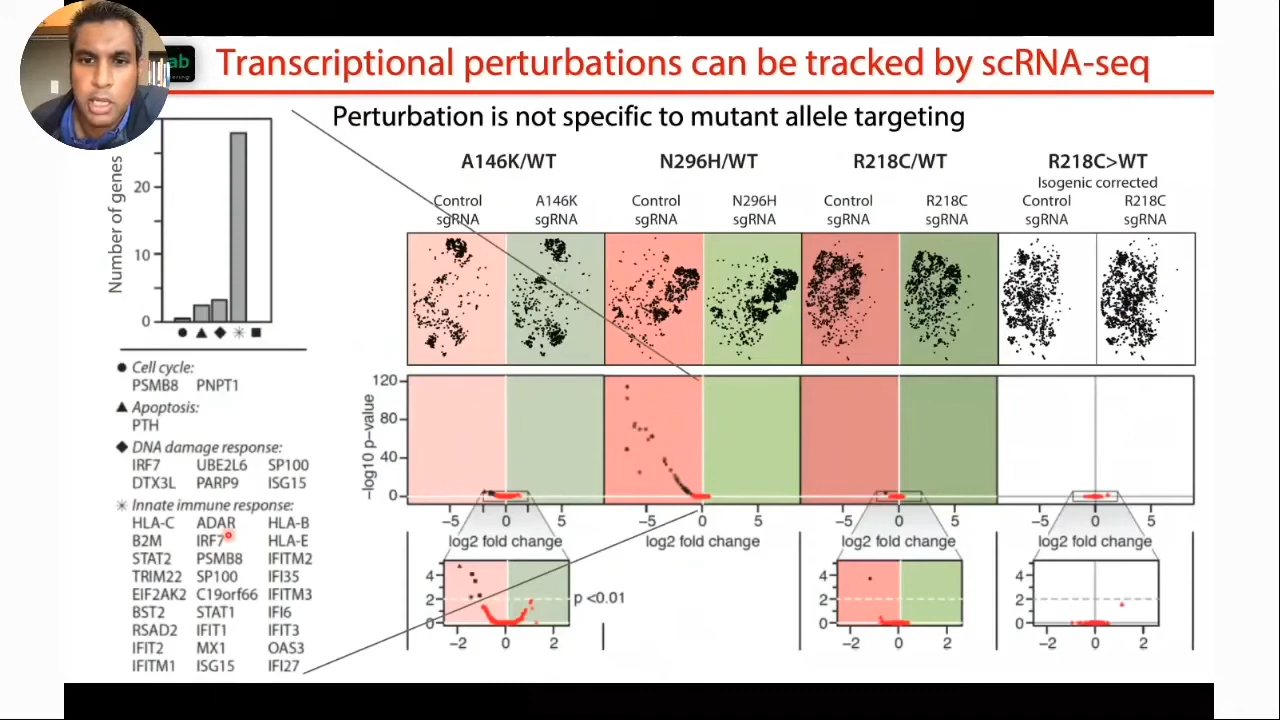 ab
Transcriptional perturbations can be tracked by scRNA-seq
Perturbation is not specific to mutant allele targeting
Number of genes
20
10
0
Cell cycle:
PSMB8 PNPT1
Apoptosis:
PTH
DNA damage response:
IRF7 UBE2L6 SP100
DTX3L PARP9 ISG15
Innate immune response:
HLA-C ADAR HLA-B
B2M IRF7 HLA-E
STAT2 PSMB8 IFITM2
TRIM22 SP100 IFI35
EIF2AK2 C19orf66 IFITM3
BST2 STAT1 IFI6
RSAD2 IFIT1 IFIT3
IFIT2 MX1 OAS3
IFITM1 ISG15 IFI27
A146K/WT N296H/WT R218C/WT R218C>WT
Isogenic corrected
Control A146K Control N296H Control R218C Control R218C
sgRNA sgRNA sgRNA sgRNA sgRNA sgRNA sgRNA sgRNA
−log10 p−value
120
80
40
0
−5 0 5 −5 0 5 −5 0 5 −5 0 5
log2 fold change log2 fold change log2 fold change log2 fold change
4 4 4
2 p <0.01 2 2
0 0 0
−2 0 2 −2 0 2 −2 0 2